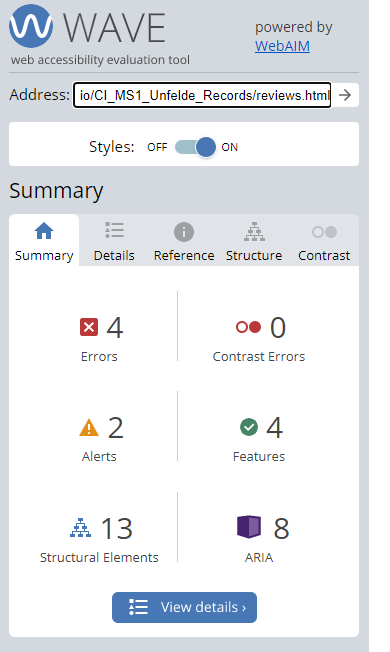 WAVE
web accessibility evaluation tool
powered by
WebAIM
Address: io/CI_MS1_Unfelde_Records/reviews.html
Styles: OFF ON
Summary
Summary Details Reference Structure Contrast
4
Errors
0
Contrast Errors
2
Alerts
4
Features
13
Structural Elements
8
ARIA
View details ›